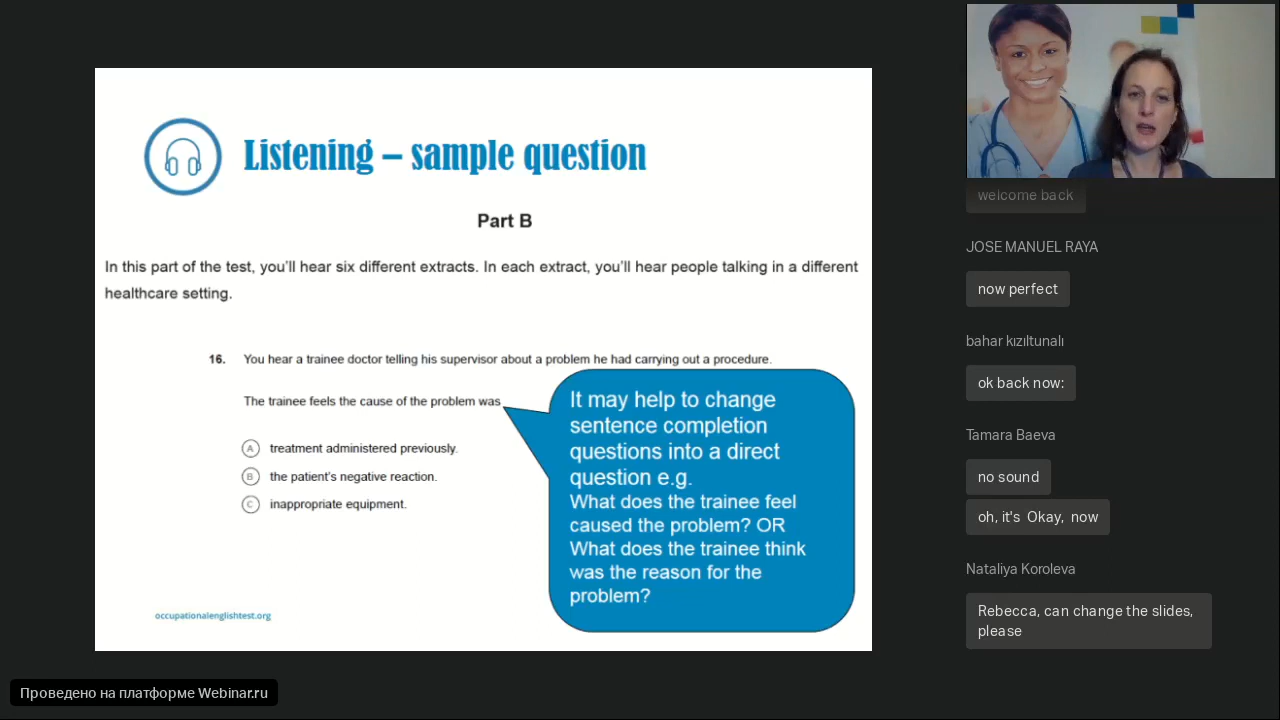 Listening – sample question
Part B
In this part of the test, you'll hear six different extracts. In each extract, you'll hear people talking in a different
healthcare setting.
16. You hear a trainee doctor telling his supervisor about a problem he had carrying out a procedure.
The trainee feels the cause of the problem was
A treatment administered previously.
B the patient's negative reaction.
C inappropriate equipment.
It may help to change
sentence completion
questions into a direct
question e.g.
What does the trainee feel
caused the problem? OR
What does the trainee think
was the reason for the
problem?
occupationalenglishtest.org
Проведено на платформе Webinar.ru
welcome back
JOSE MANUEL RAYA
now perfect
bahar kızıltunalı
ok back now:
Tamara Baeva
no sound
oh, it's Okay, now
Nataliya Koroleva
Rebecca, can change the slides,
please